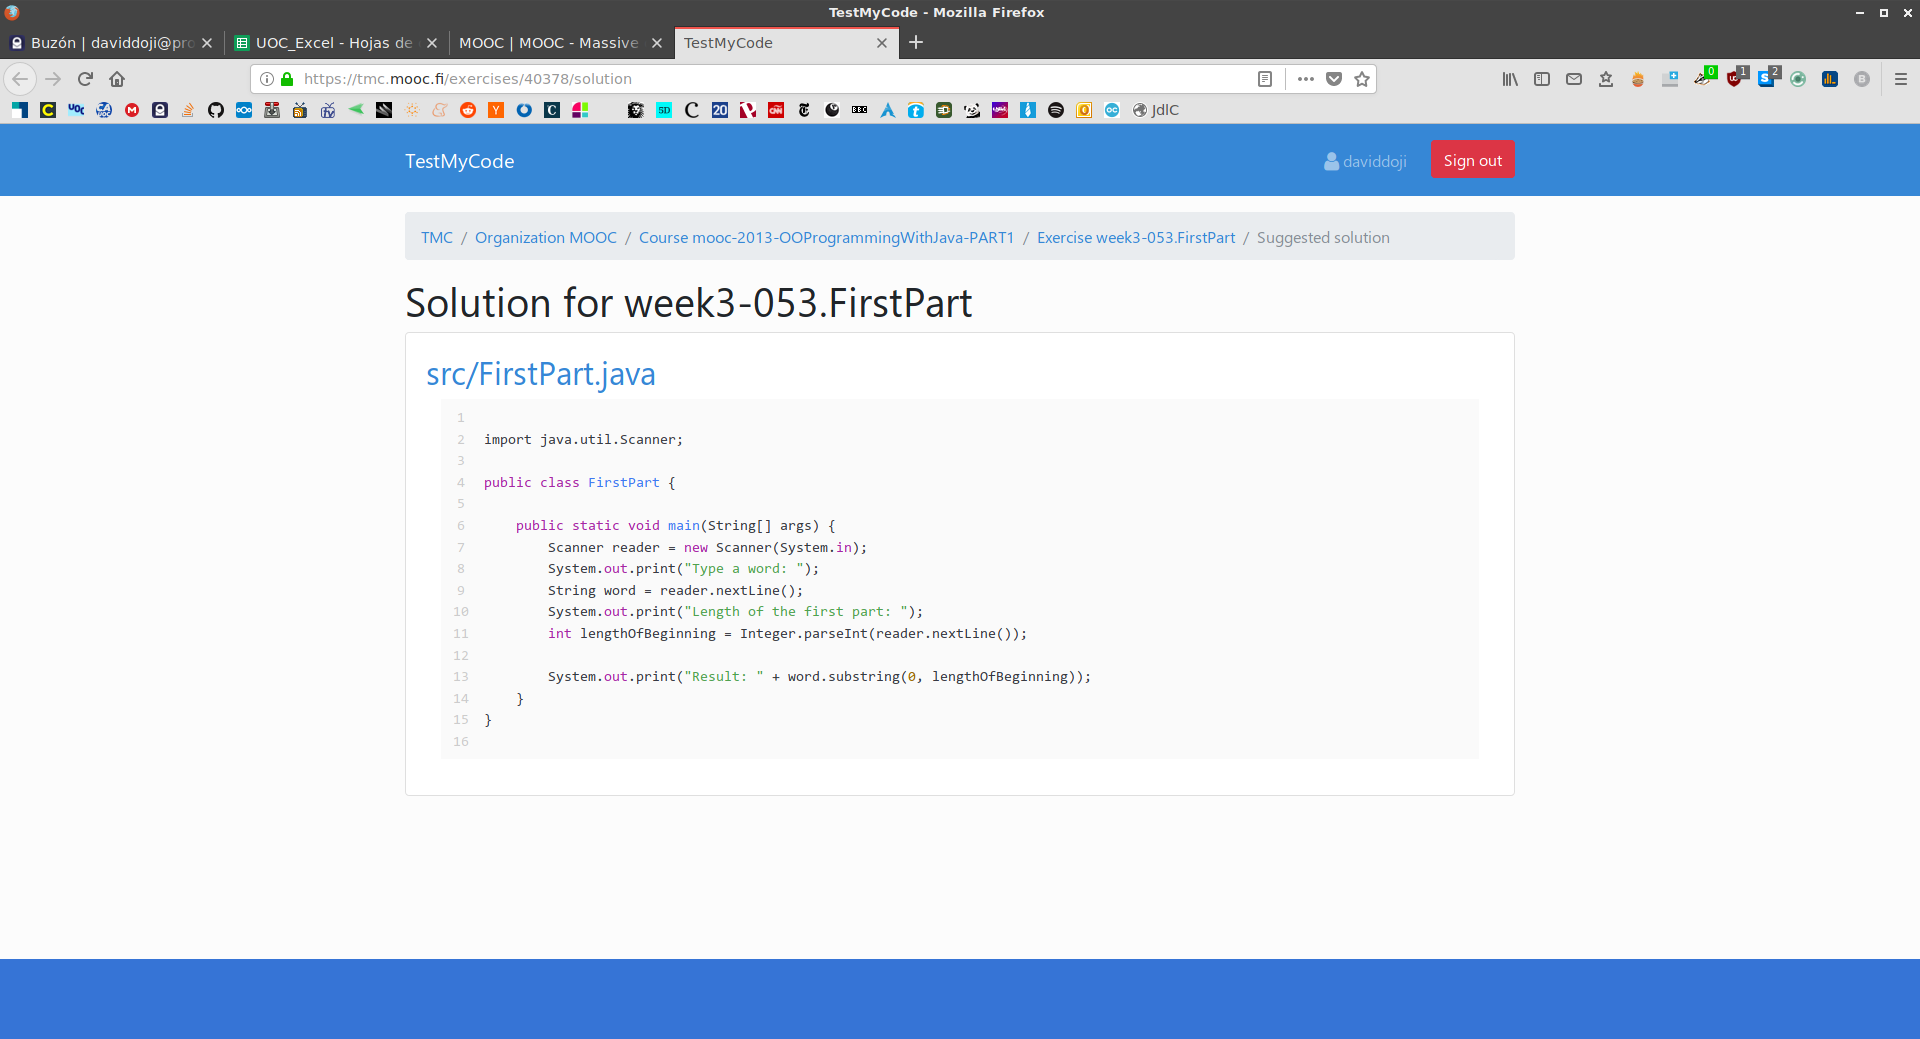 TestMyCode - Mozilla Firefox
Buzón | daviddoji@pro
UOC_Excel - Hojas de
MOOC | MOOC - Massive
TestMyCode
https://tmc.mooc.fi/exercises/40378/solution
0
1
2
JdlC
TestMyCode
daviddoji
Sign out
TMC / Organization MOOC / Course mooc-2013-OOProgrammingWithJava-PART1 / Exercise week3-053.FirstPart / Suggested solution
Solution for week3-053.FirstPart
src/FirstPart.java
1
2 import java.util.Scanner;
3
4 public class FirstPart {
5
6 public static void main(String[] args) {
7 Scanner reader = new Scanner(System.in);
8 System.out.print("Type a word: ");
9 String word = reader.nextLine();
10 System.out.print("Length of the first part: ");
11 int lengthOfBeginning = Integer.parseInt(reader.nextLine());
12
13 System.out.print("Result: " + word.substring(0, lengthOfBeginning));
14 }
15 }
16